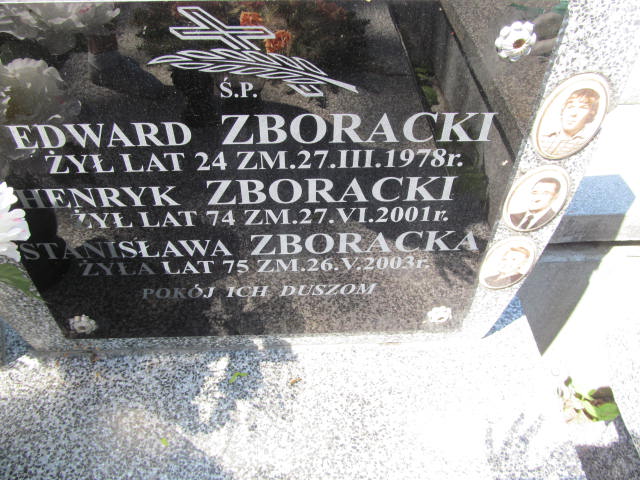 Ś.P.
EDWARD ZBORACKI
ŻYŁ LAT 24 ZM.27.III.1978r.
HENRYK ZBORACKI
ŻYŁ LAT 74 ZM.27.VI.2001r.
STANISŁAWA ZBORACKA
ŻYŁA LAT 75 ZM.26.V.2003r.
POKÓJ ICH DUSZOM